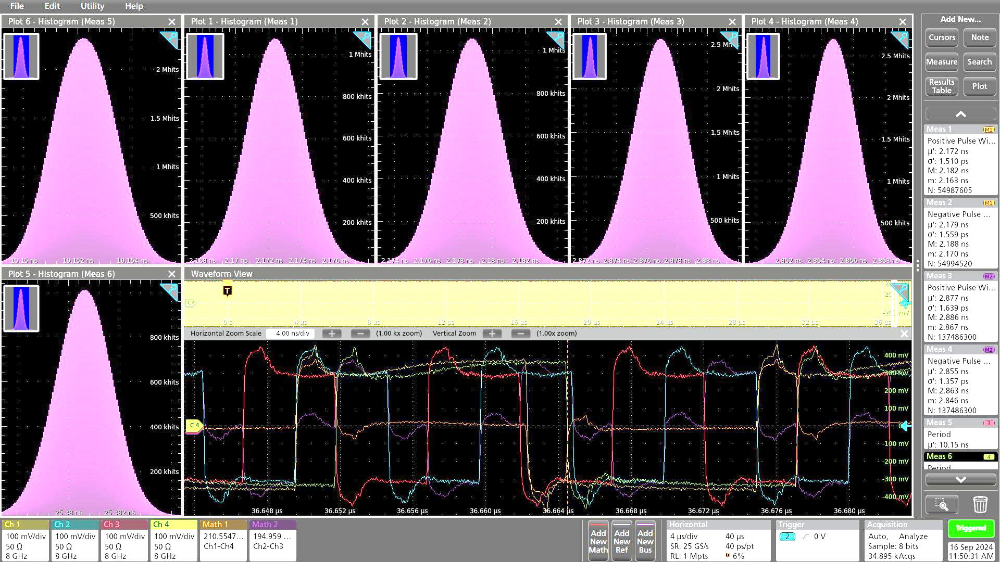 File Edit Utility Help
Plot 6 - Histogram (Meas 5)
2 Mhits
1.5 Mhits
1 Mhits
500 khits
10.15 ns 10.152 ns 10.154 ns
Plot 1 - Histogram (Meas 1)
1 Mhits
800 khits
600 khits
400 khits
200 khits
2.168 ns 2.17 ns 2.172 ns 2.174 ns 2.176 ns
Plot 2 - Histogram (Meas 2)
1 Mhits
800 khits
600 khits
400 khits
200 khits
2.174 ns 2.176 ns 2.178 ns 2.18 ns 2.182 ns
Plot 3 - Histogram (Meas 3)
2.5 Mhits
2 Mhits
1.5 Mhits
1 Mhits
500 khits
2.872 ns 2.874 ns 2.876 ns 2.878 ns 2.88 ns
Plot 4 - Histogram (Meas 4)
2.5 Mhits
2 Mhits
1.5 Mhits
1 Mhits
500 khits
2.852 ns 2.854 ns 2.856 ns 2.858 ns
Plot 5 - Histogram (Meas 6)
800 khits
600 khits
400 khits
200 khits
25.38 ns 25.382 ns
Waveform View
T
C4
0 s 4 µs 8 µs 12 µs 16 µs 20 µs 24 µs 28 µs 32 µs 36 µs
Horizontal Zoom Scale 4.00 ns/div + − (1.00 kx zoom) Vertical Zoom + − (1.00x zoom)
400 mV
300 mV
200 mV
100 mV
C 4
-100 mV
-200 mV
-300 mV
-400 mV
36.648 µs 36.652 µs 36.656 µs 36.660 µs 36.664 µs 36.668 µs 36.672 µs 36.676 µs 36.680 µs
Add New...
Cursors Note
Measure Search
Results Table Plot
Meas 1 M1
Positive Pulse Wi...
µ': 2.172 ns
σ': 1.510 ps
M: 2.182 ns
m: 2.163 ns
N: 54987605
Meas 2 M1
Negative Pulse ...
µ': 2.179 ns
σ': 1.559 ps
M: 2.188 ns
m: 2.170 ns
N: 54994520
Meas 3 M2
Positive Pulse Wi...
µ': 2.877 ns
σ': 1.639 ps
M: 2.886 ns
m: 2.867 ns
N: 137486300
Meas 4 M2
Negative Pulse ...
µ': 2.855 ns
σ': 1.357 ps
M: 2.863 ns
m: 2.846 ns
N: 137486300
Meas 5 3
Period
µ': 10.15 ns
Meas 6 4
Period
Ch 1
100 mV/div
50 Ω
8 GHz
Ch 2
100 mV/div
50 Ω
8 GHz
Ch 3
100 mV/div
50 Ω
8 GHz
Ch 4
100 mV/div
50 Ω
8 GHz
Math 1
210.5547...
Ch1-Ch4
Math 2
194.959 ...
Ch2-Ch3
Add New Math
Add New Ref
Add New Bus
Horizontal
4 µs/div 40 µs
SR: 25 GS/s 40 ps/pt
RL: 1 Mpts 6%
Trigger
2 0 V
Acquisition
Auto, Analyze
Sample: 8 bits
34.895 kAcqs
Triggered
16 Sep 2024
11:50:31 AM